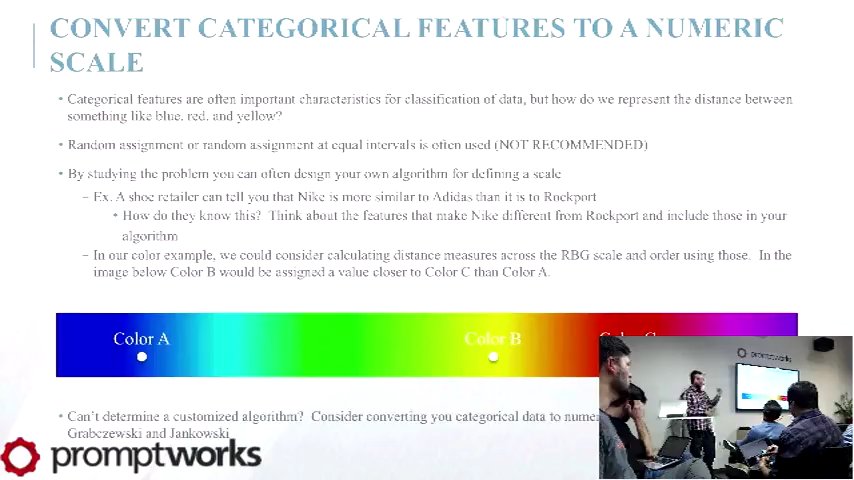 CONVERT CATEGORICAL FEATURES TO A NUMERIC
SCALE
• Categorical features are often important characteristics for classification of data, but how do we represent the distance between
something like blue, red, and yellow?
• Random assignment or random assignment at equal intervals is often used (NOT RECOMMENDED)
• By studying the problem you can often design your own algorithm for defining a scale
– Ex. A shoe retailer can tell you that Nike is more similar to Adidas than it is to Rockport
• How do they know this? Think about the features that make Nike different from Rockport and include those in your
algorithm
– In our color example, we could consider calculating distance measures across the RBG scale and order using those. In the
image below Color B would be assigned a value closer to Color C than Color A.
Color A Color B Color C
promptworks
• Can't determine a customized algorithm? Consider converting you categorical data to
Grabczewski and Jankowski
promptworks